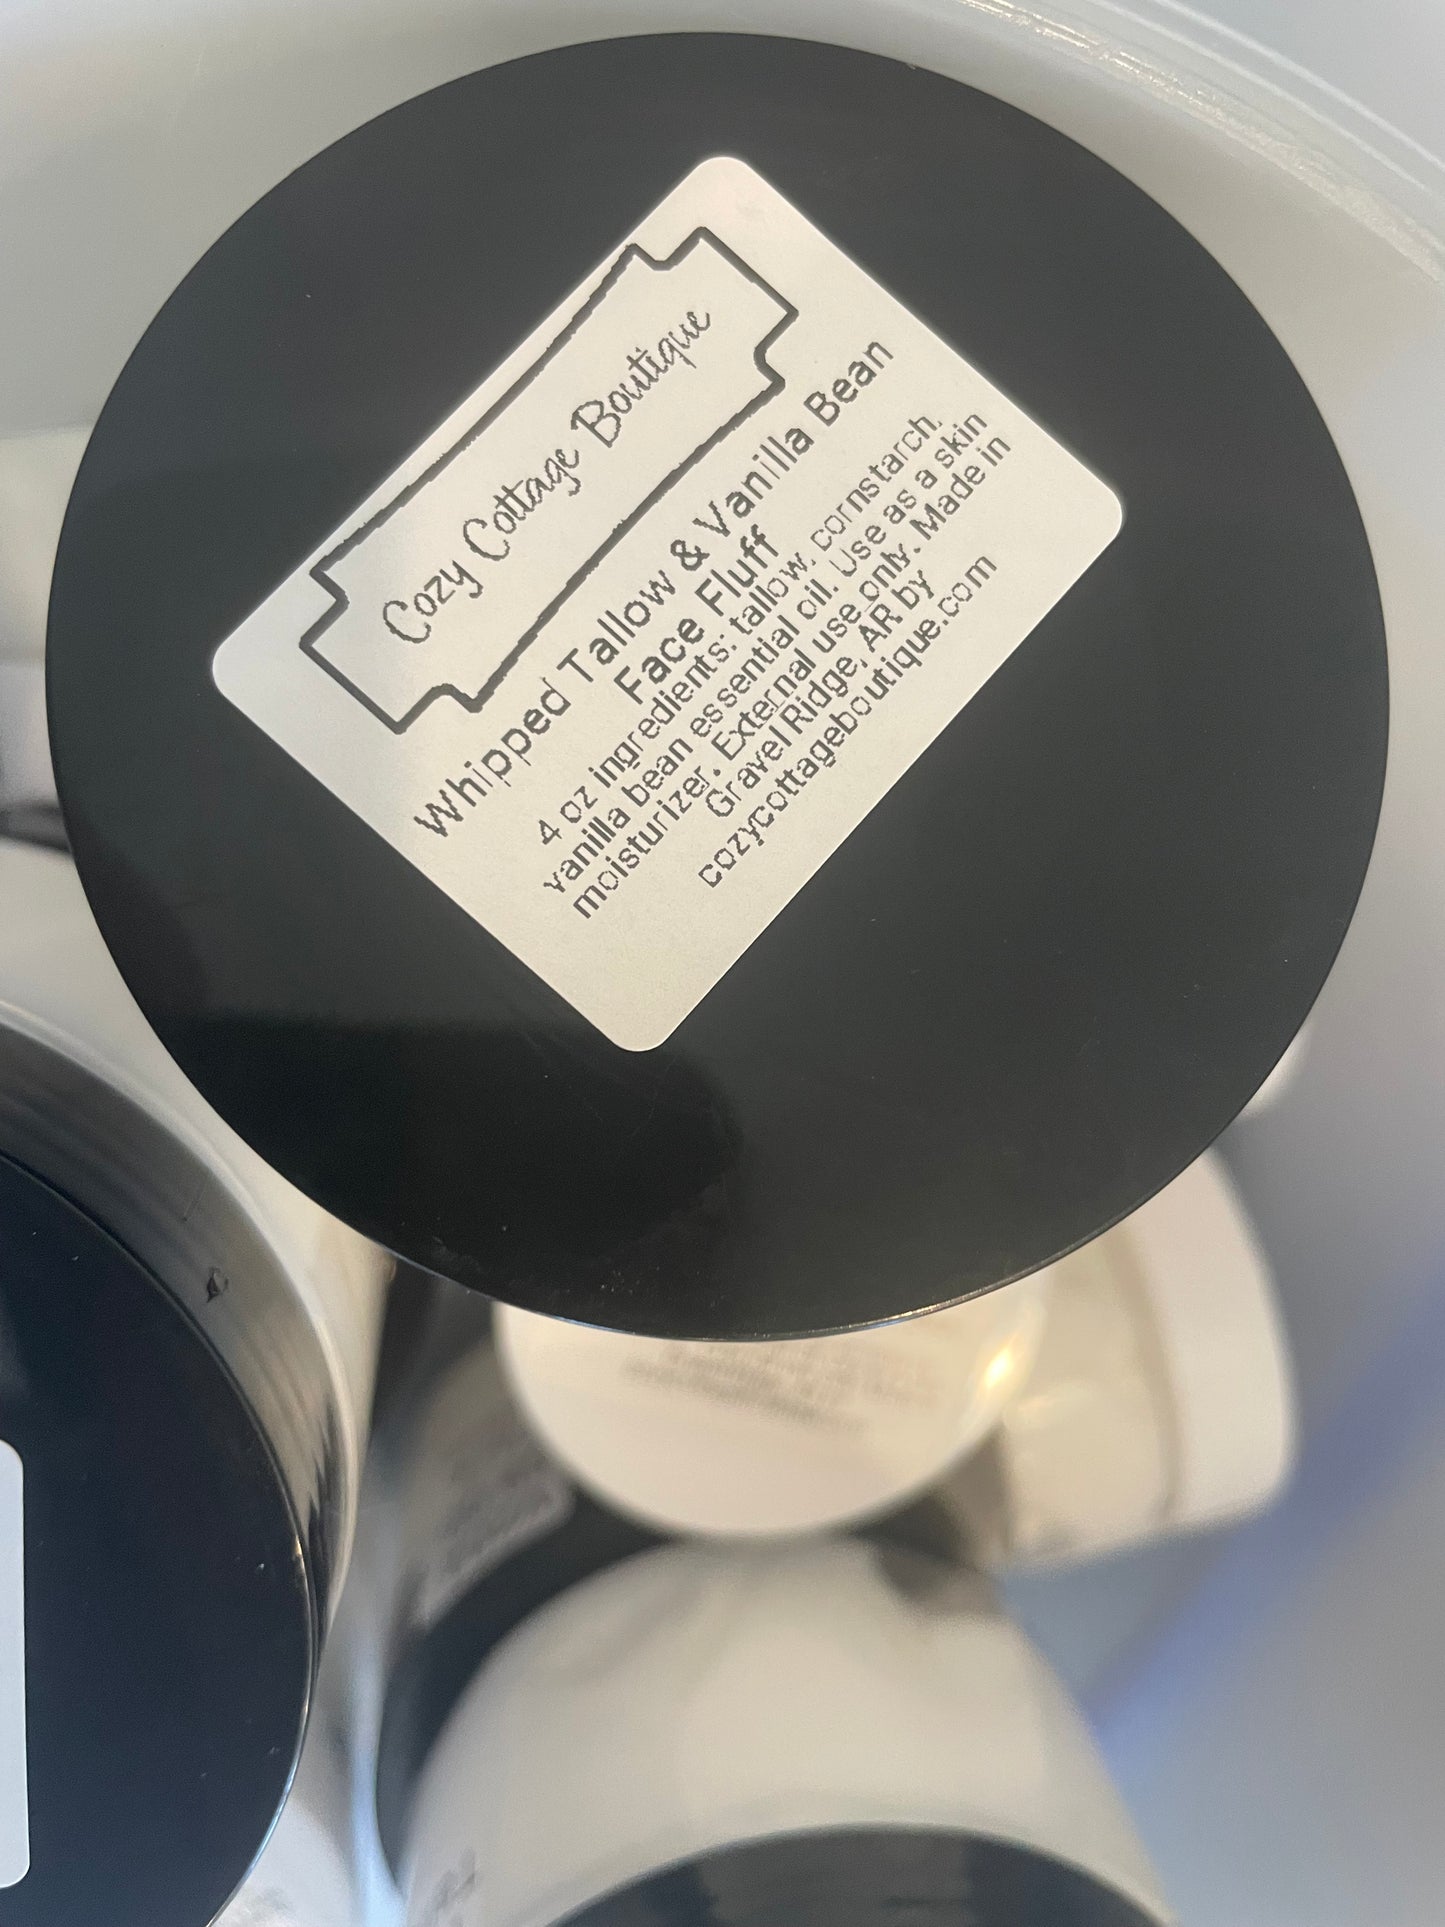 Cozy Cottage Boutique
Whipped Tallow & Vanilla Bean
Face Fluff
4 oz ingredients: tallow, cornstarch,
vanilla bean essential oil. Use as a skin
moisturizer. External use only. Made in
Gravel Ridge, AR by
cozycottageboutique.com